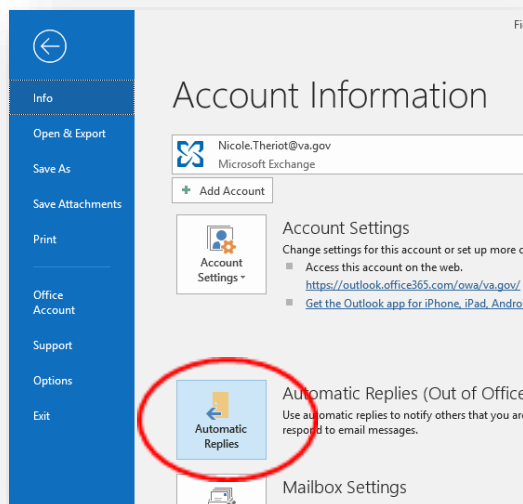 Fi
Account Information
Info
Open & Export
Save As
Save Attachments
Print
Office
Account
Support
Options
Exit
Nicole.Theriot@va.gov
Microsoft Exchange
+ Add Account
Account
Settings
Account Settings
Change settings for this account or set up more c
Access this account on the web.
https://outlook.office365.com/owa/va.gov/
Get the Outlook app for iPhone, iPad, Andro
Automatic
Replies
Automatic Replies (Out of Office
Use automatic replies to notify others that you are
respond to email messages.
Mailbox Settings